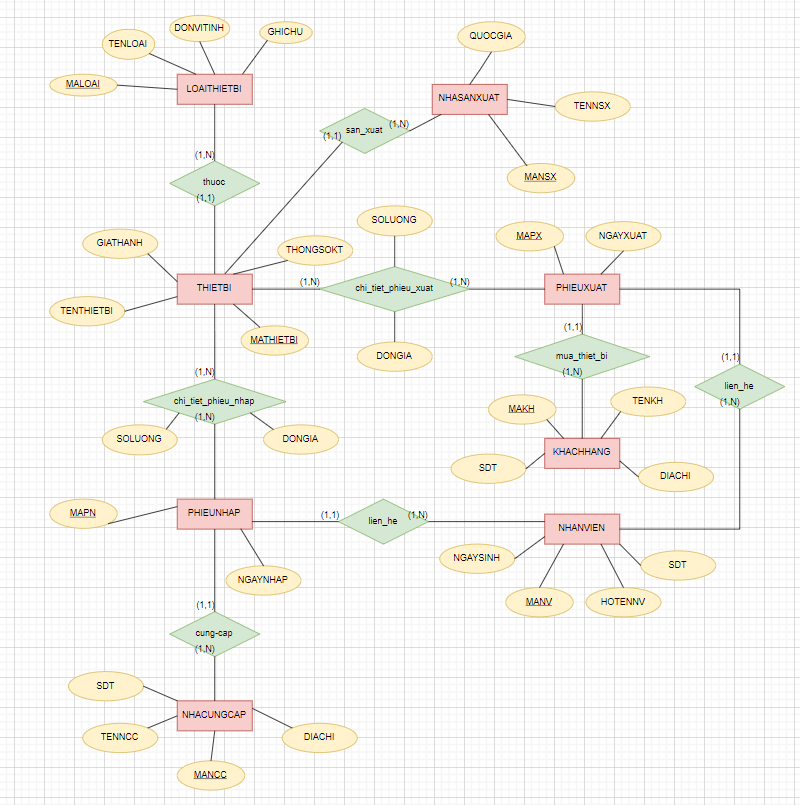 DONVITINH
GHICHU
TENLOAI
QUOCGIA
MALOAI
LOAITHIETBI
NHASANXUAT
TENNSX
(1,N)
san_xuat
(1,1)
(1,N)
thuoc
MANSX
(1,1)
SOLUONG
GIATHANH
THONGSOKT
MAPX
NGAYXUAT
(1,N)
(1,N)
THIETBI
chi_tiet_phieu_xuat
PHIEUXUAT
TENTHIETBI
MATHIETBI
(1,1)
DONGIA
mua_thiet_bi
(1,1)
(1,N)
(1,N)
lien_he
chi_tiet_phieu_nhap
(1,N)
TENKH
MAKH
(1,N)
SOLUONG
DONGIA
KHACHHANG
SDT
DIACHI
MAPN
PHIEUNHAP
(1,1)
(1,N)
lien_he
NHANVIEN
NGAYSINH
SDT
NGAYNHAP
MANV
HOTENNV
(1,1)
cung-cap
(1,N)
SDT
NHACUNGCAP
TENNCC
DIACHI
MANCC